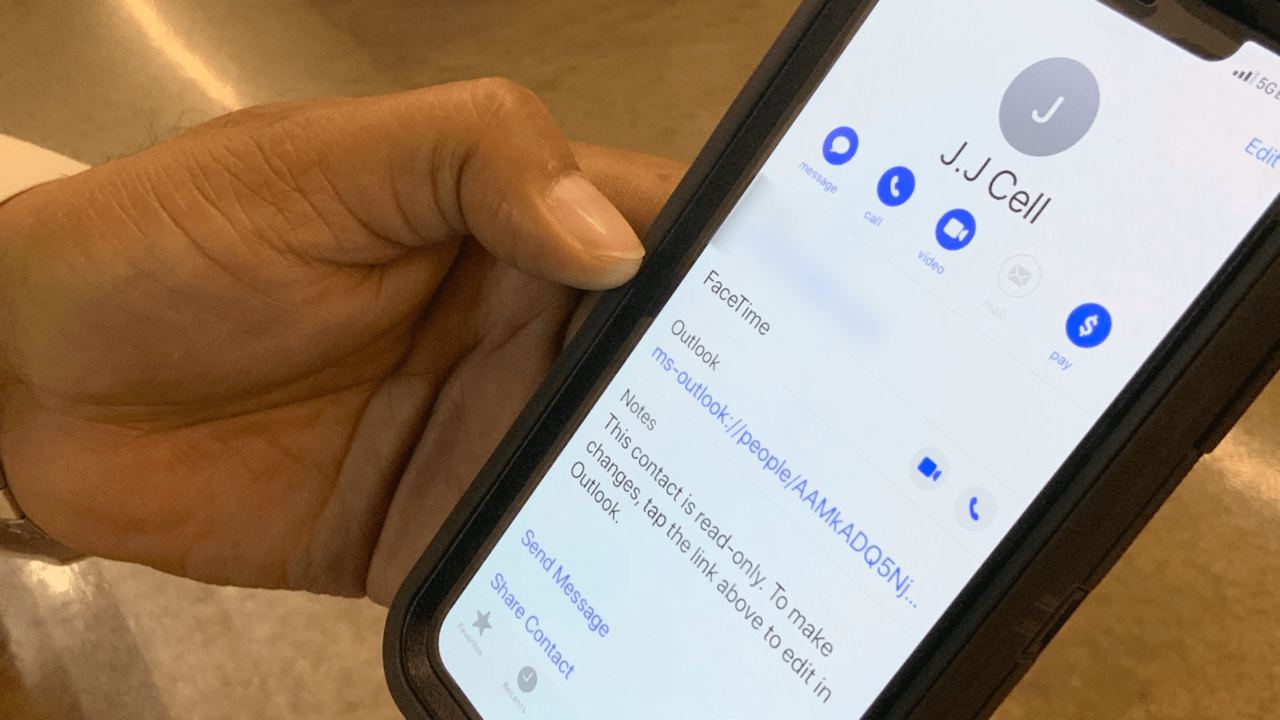 5GE
Edit
J
J.J Cell
message
call
video
mail
$
pay
FaceTime
Outlook
ms-outlook://people/AAMkADQ5Nj...
Notes
This contact is read-only. To make
changes, tap the link above to edit in
Outlook.
Send Message
Share Contact
Favorites
Recents